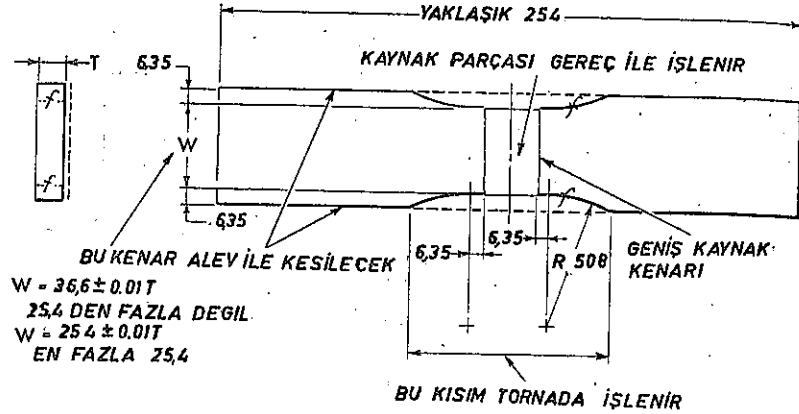 YAKLAŞIK 254
T
6,35
KAYNAK PARÇASI GEREÇ İLE İŞLENİR
f
f
W
f
f
6,35
6,35
6,35
R 508
GENİŞ KAYNAK
KENARI
BU KENAR ALEV İLE KESİLECEK
W = 36,6 ± 0.01 T
25,4 DEN FAZLA DEGIL
W = 25.4 ± 0,01T
EN FAZLA 25,4
BU KISIM TORNADA İŞLENİR